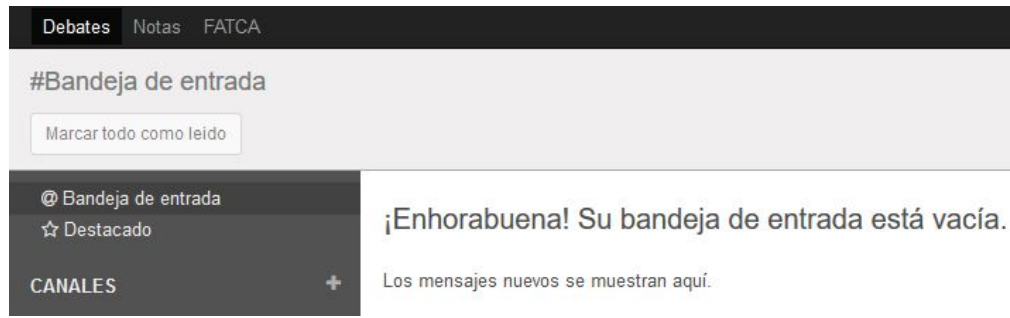 Debates Notas FATCA
#Bandeja de entrada
Marcar todo como leido
@ Bandeja de entrada
Destacado
CANALES +
¡Enhorabuena! Su bandeja de entrada está vacía.
Los mensajes nuevos se muestran aquí.